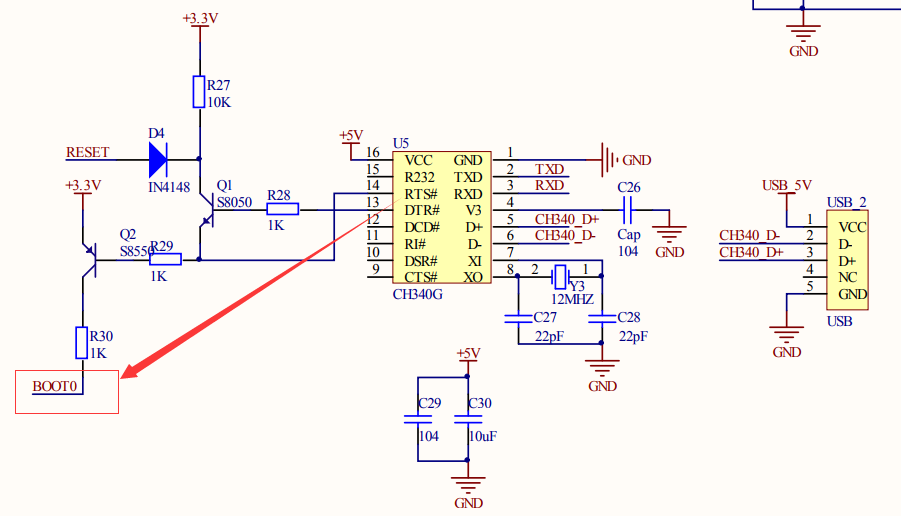 +3.3V
GND
R27
10K
D4
RESET
IN4148
+3.3V
Q1
S8050
R28
1K
Q2
S8550
R29
1K
R30
1K
BOOT0
+5V
U5
16 VCC GND 1
15 R232 TXD 2 TXD
14 RTS# RXD 3 RXD
13 DTR# V3 4
12 DCD# D+ 5 CH340_D+
11 RI# D- 6 CH340_D-
10 DSR# XI 7
9 CTS# XO 8
CH340G
GND
C26
Cap
104
GND
2 1
Y3
12MHZ
C27
22pF
C28
22pF
GND
+5V
C29
104
C30
10uF
GND
USB_5V
USB_2
1 VCC
CH340_D- 2 D-
CH340_D+ 3 D+
4 NC
5 GND
USB
GND